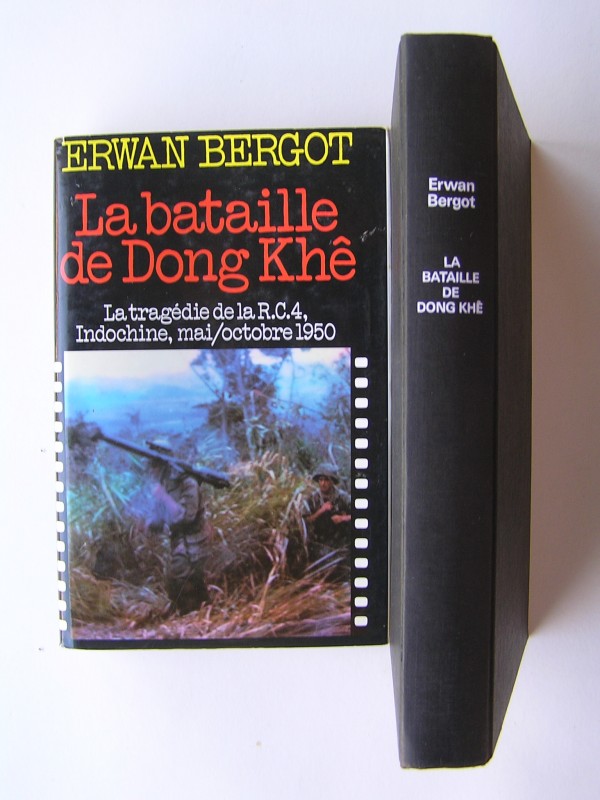 ERWAN BERGOT
La bataille
de Dong Khê
La tragédie de la R.C.4,
Indochine, mai/octobre 1950
Erwan
Bergot
LA
BATAILLE
DE
DONG KHÊ